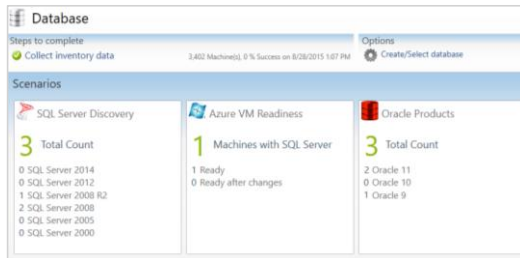 Database
Steps to complete
Collect inventory data
3,402 Machine(s), 0 % Success on 8/28/2015 1:07 PM
Options
Create/Select database
Scenarios
SQL Server Discovery
3 Total Count
0 SQL Server 2014
0 SQL Server 2012
1 SQL Server 2008 R2
2 SQL Server 2008
0 SQL Server 2005
0 SQL Server 2000
Azure VM Readiness
1 Machines with SQL Server
1 Ready
0 Ready after changes
Oracle Products
3 Total Count
2 Oracle 11
0 Oracle 10
1 Oracle 9